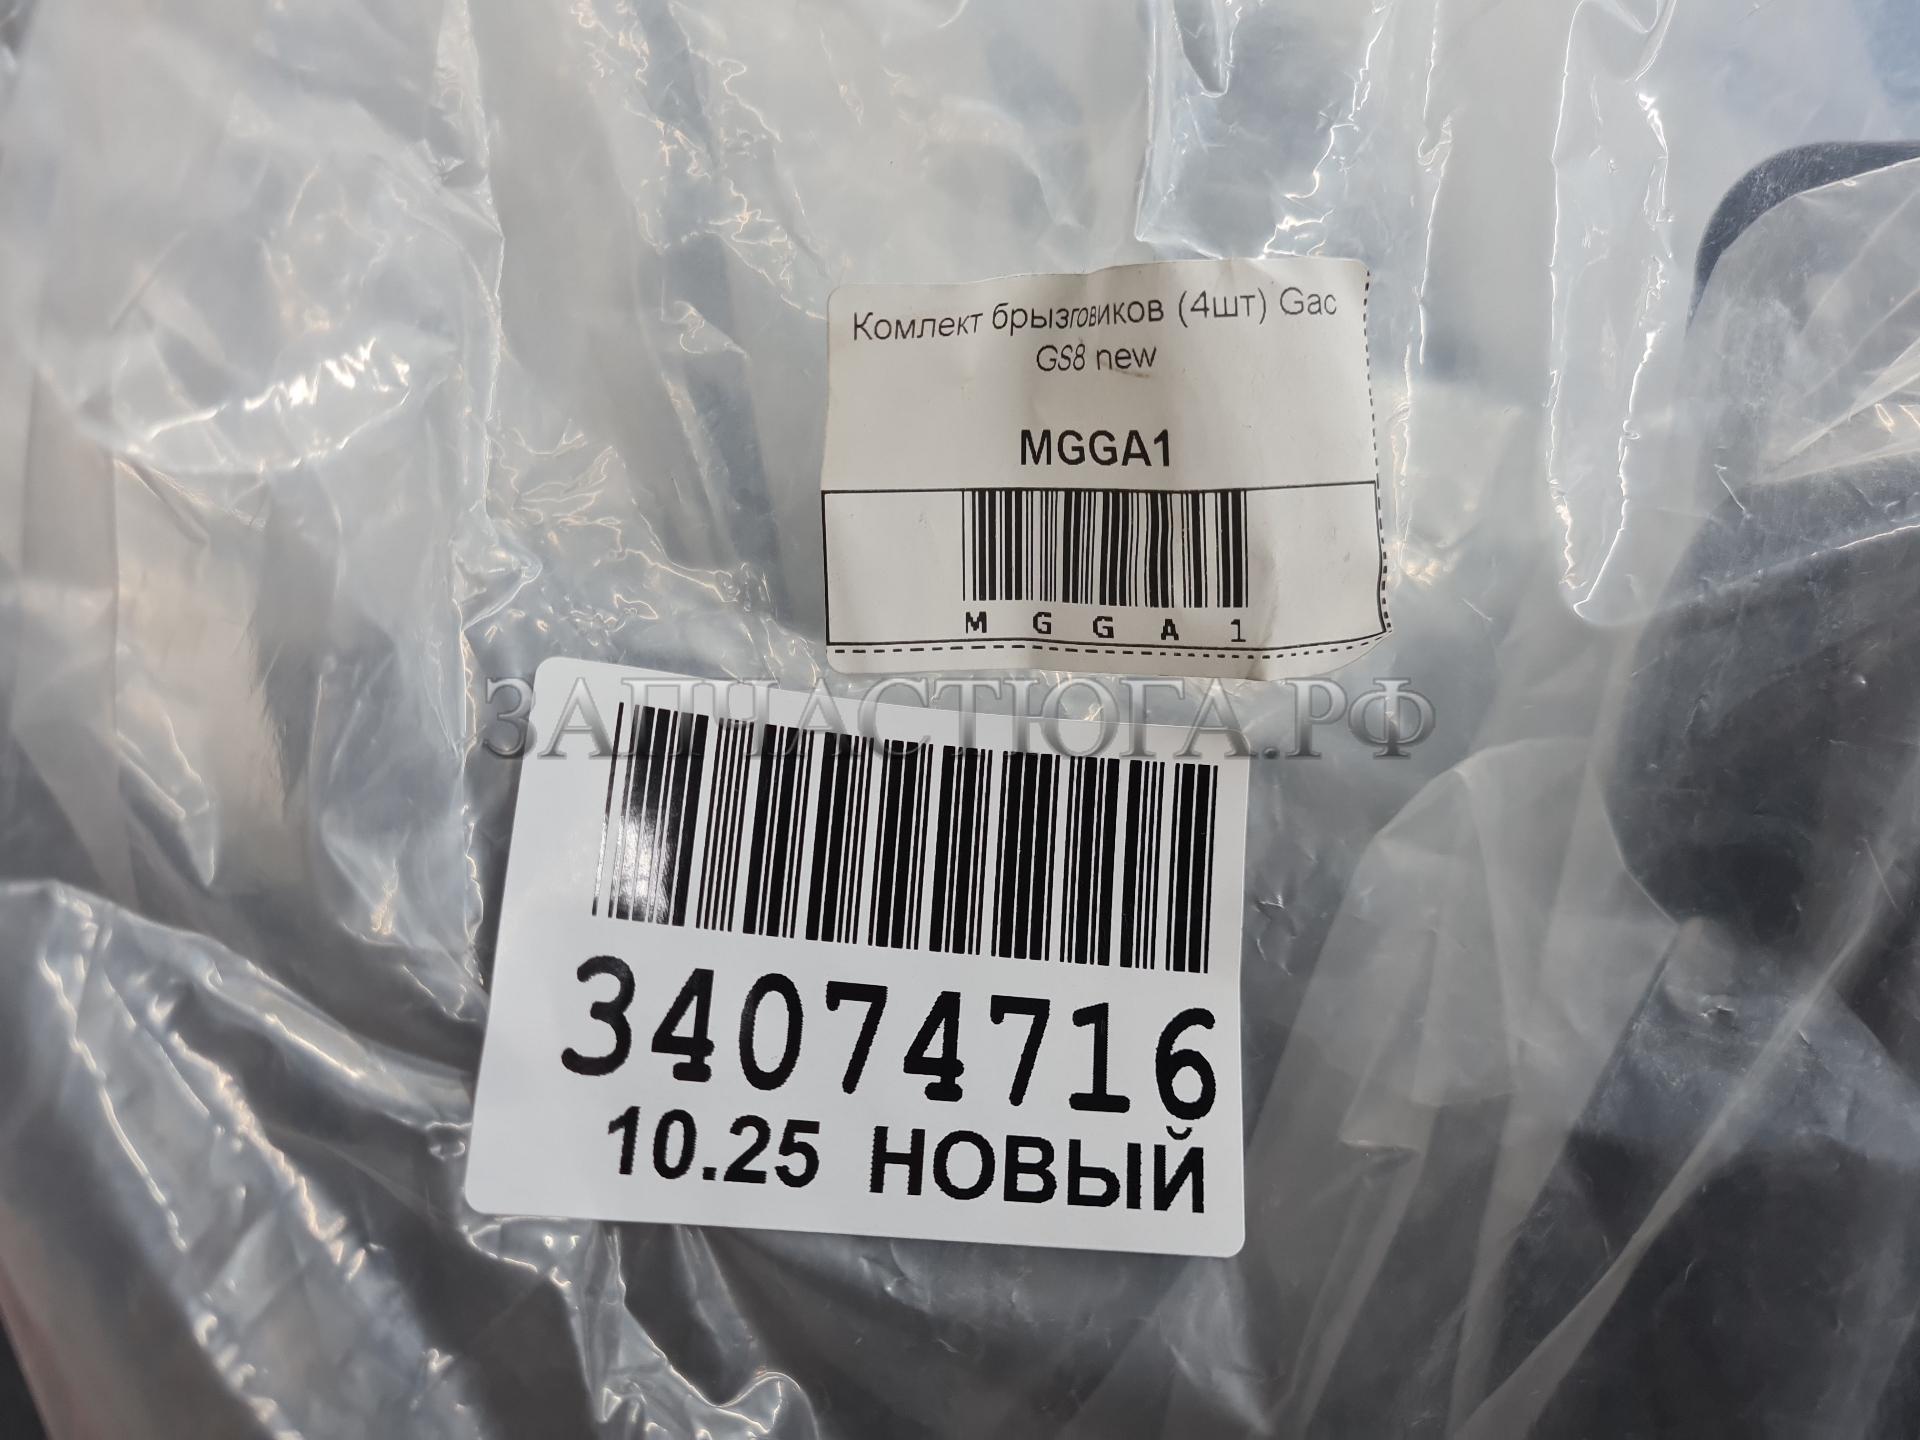 Комлект брызговиков (4шт) Gac
GS8 new
MGGA1
M G G A 1
ЗАПЧАСТЮГА.РФ
34074716
10.25 НОВЫЙ